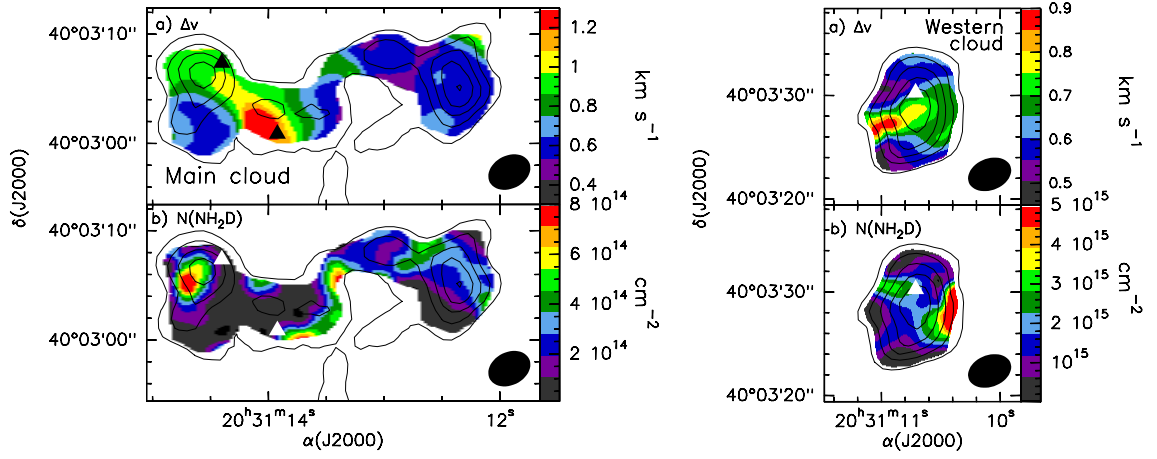 a) Δv
1.2
1
0.8
0.6
0.4
km s⁻¹
40°03'10''
40°03'00''
Main cloud
δ(J2000)
b) N(NH₂D)
8 10¹⁴
6 10¹⁴
4 10¹⁴
2 10¹⁴
cm⁻²
40°03'10''
40°03'00''
20ʰ31ᵐ14ˢ
12ˢ
α(J2000)
a) Δv
Western
cloud
0.9
0.8
0.7
0.6
0.5
km s⁻¹
40°03'30''
40°03'20''
δ(J2000)
b) N(NH₂D)
5 10¹⁵
4 10¹⁵
3 10¹⁵
2 10¹⁵
10¹⁵
cm⁻²
40°03'30''
40°03'20''
20ʰ31ᵐ11ˢ
10ˢ
α(J2000)